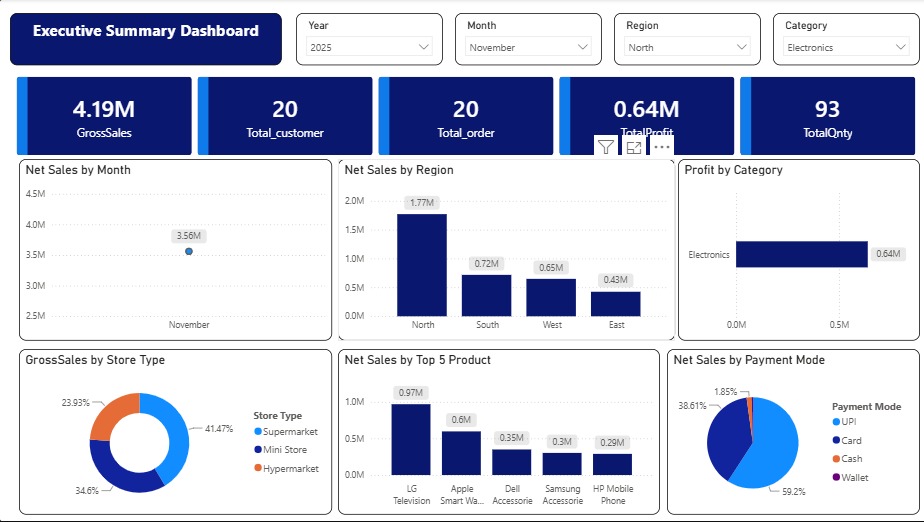 Executive Summary Dashboard
Year
2025
Month
November
Region
North
Category
Electronics
4.19M
GrossSales
20
Total_customer
20
Total_order
0.64M
TotalProfit
93
TotalQnty
Net Sales by Month
4.5M
4.0M
3.5M
3.0M
2.5M
3.56M
November
Net Sales by Region
2.0M
1.5M
1.0M
0.5M
0.0M
1.77M
0.72M
0.65M
0.43M
North
South
West
East
Profit by Category
Electronics
0.64M
0.0M
0.5M
GrossSales by Store Type
23.93%
41.47%
34.6%
Store Type
Supermarket
Mini Store
Hypermarket
Net Sales by Top 5 Product
1.0M
0.5M
0.0M
0.97M
0.6M
0.35M
0.3M
0.29M
LG
Television
Apple
Smart Wa...
Dell
Accessorie
Samsung
Accessorie
HP Mobile
Phone
Net Sales by Payment Mode
1.85%
38.61%
59.2%
Payment Mode
UPI
Card
Cash
Wallet